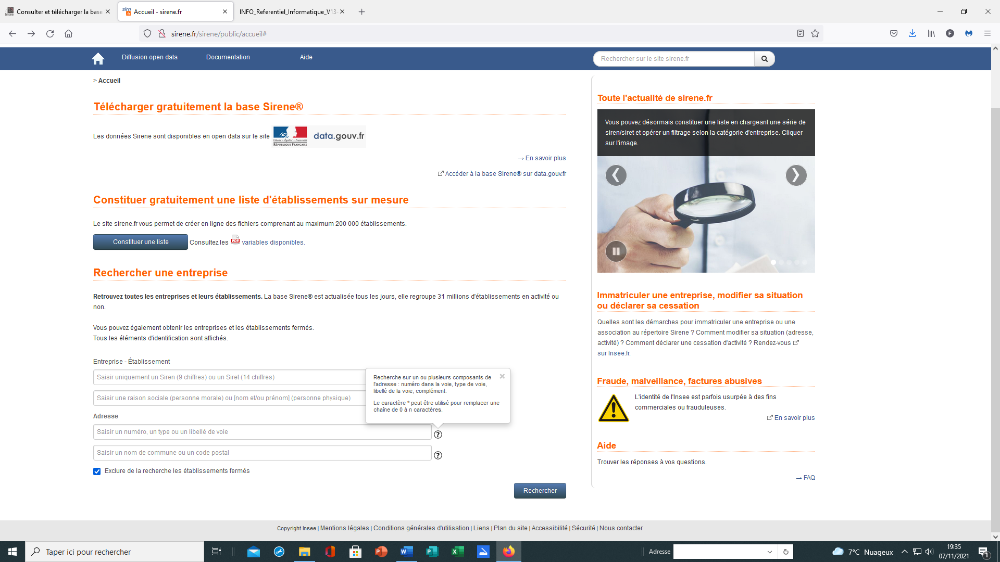 Consulter et télécharger la base
Accueil - sirene.fr
INFO_Referentiel_Informatique_V13-
sirene.fr/sirene/public/accueil#
Diffusion open data
Documentation
Aide
Rechercher sur le site sirene.fr
> Accueil
Télécharger gratuitement la base Sirene®
Les données Sirene sont disponibles en open data sur le site
Liberté • Égalité • Fraternité
RÉPUBLIQUE FRANÇAISE
data.gouv.fr
→ En savoir plus
Accéder à la base Sirene® sur data.gouv.fr
Constituer gratuitement une liste d'établissements sur mesure
Le site sirene.fr vous permet de créer en ligne des fichiers comprenant au maximum 200 000 établissements.
Constituer une liste
Consultez les PDF variables disponibles.
Rechercher une entreprise
Retrouvez toutes les entreprises et leurs établissements. La base Sirene® est actualisée tous les jours, elle regroupe 31 millions d'établissements en activité ou
non.
Vous pouvez également obtenir les entreprises et les établissements fermés.
Tous les éléments d'identification sont affichés.
Entreprise - Établissement
Saisir uniquement un Siren (9 chiffres) ou un Siret (14 chiffres)
Saisir une raison sociale (personne morale) ou [nom et/ou prénom] (personne physique)
Recherche sur un ou plusieurs composants de
l'adresse : numéro dans la voie, type de voie,
libellé de la voie, complément.
Le caractère * peut être utilisé pour remplacer une
chaîne de 0 à n caractères.
Adresse
Saisir un numéro, un type ou un libellé de voie
Saisir un nom de commune ou un code postal
Exclure de la recherche les établissements fermés
Rechercher
Toute l'actualité de sirene.fr
Vous pouvez désormais constituer une liste en chargeant une série de
siren/siret et opérer un filtrage selon la catégorie d'entreprise. Cliquer
sur l'image.
Immatriculer une entreprise, modifier sa situation
ou déclarer sa cessation
Quelles sont les démarches pour immatriculer une entreprise ou une
association au répertoire Sirene ? Comment modifier sa situation (adresse,
activité) ? Comment déclarer une cessation d'activité ? Rendez-vous
sur Insee.fr.
Fraude, malveillance, factures abusives
L'identité de l'Insee est parfois usurpée à des fins
commerciales ou frauduleuses.
En savoir plus
Aide
Trouver les réponses à vos questions.
→ FAQ
Copyright Insee | Mentions légales | Conditions générales d'utilisation | Liens | Plan du site | Accessibilité | Sécurité | Nous contacter
Taper ici pour rechercher
Adresse
7°C Nuageux
19:35
07/11/2021
1